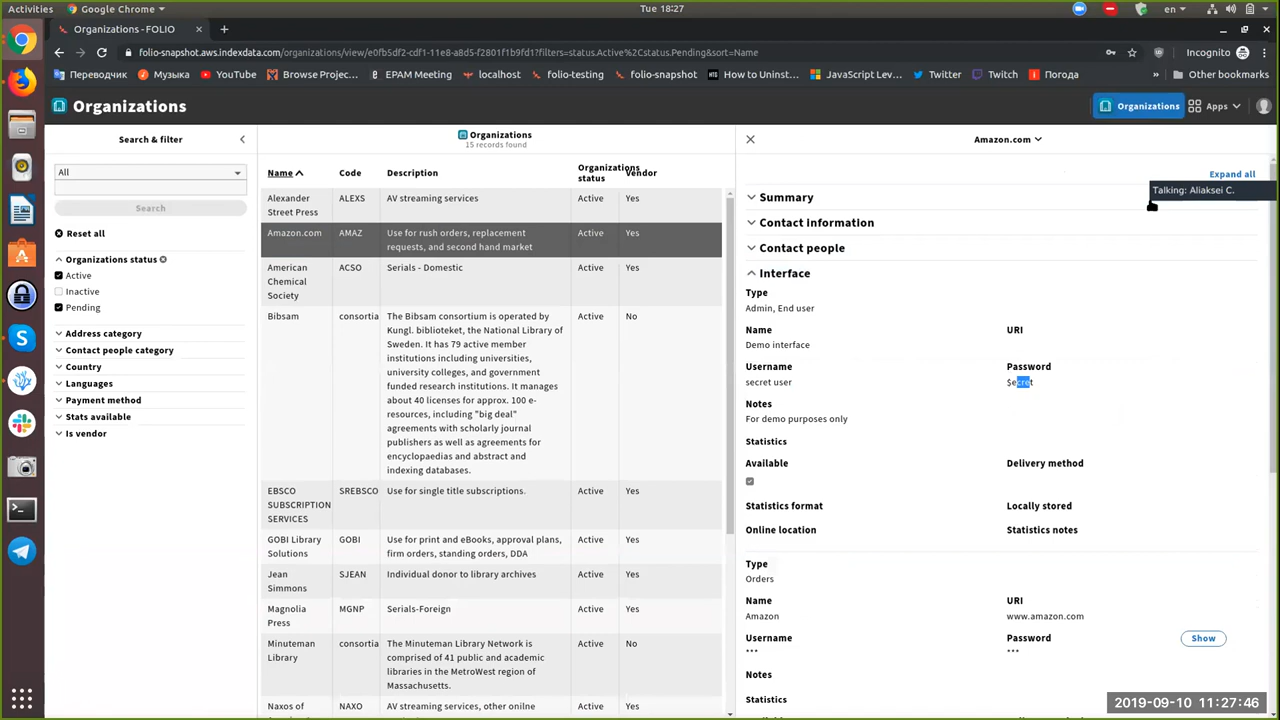 Activities
Google Chrome
Tue 18:27
en
Organizations - FOLIO
folio-snapshot.aws.indexdata.com/organizations/view/e0fb5df2-cdf1-11e8-a8d5-f2801f1b9fd1?filters=status.Active%2Cstatus.Pending&sort=Name
Incognito
Переводчик
Музыка
YouTube
Browse Projec...
EPAM Meeting
localhost
folio-testing
folio-snapshot
How to Uninst...
JavaScript Lev...
Twitter
Twitch
Погода
»
Other bookmarks
Organizations
Organizations
Apps
Search & filter
All
Search
Reset all
Organizations status
Active
Inactive
Pending
Address category
Contact people category
Country
Languages
Payment method
Stats available
Is vendor
Organizations
15 records found
Name
Code
Description
Organizations
status
Vendor
Alexander
Street Press
ALEXS
AV streaming services
Active
Yes
Amazon.com
AMAZ
Use for rush orders, replacement
requests, and second hand market
Active
Yes
American
Chemical
Society
ACSO
Serials - Domestic
Active
Yes
Bibsam
consortia
The Bibsam consortium is operated by
Kungl. biblioteket, the National Library of
Sweden. It has 79 active member
institutions including universities,
university colleges, and government
funded research institutions. It manages
about 40 licenses for approx. 100 e-
resources, including "big deal"
agreements with scholarly journal
publishers as well as agreements for
encyclopaedias and abstract and
indexing databases.
Active
No
EBSCO
SUBSCRIPTION
SERVICES
SREBSCO
Use for single title subscriptions.
Active
Yes
GOBI Library
Solutions
GOBI
Use for print and eBooks, approval plans,
firm orders, standing orders, DDA
Active
Yes
Jean
Simmons
SJEAN
Individual donor to library archives
Active
Yes
Magnolia
Press
MGNP
Serials-Foreign
Active
Yes
Minuteman
Library
consortia
The Minuteman Library Network is
comprised of 41 public and academic
libraries in the MetroWest region of
Massachusetts.
Active
No
Naxos of
NAXO
AV streaming services, other onilne
Active
Yes
Amazon.com
Expand all
Talking: Aliaksei C.
Summary
Contact information
Contact people
Interface
Type
Admin, End user
Name
URI
Demo interface
Username
Password
secret user
$ecret
Notes
For demo purposes only
Statistics
Available
Delivery method
Statistics format
Locally stored
Online location
Statistics notes
Type
Orders
Name
URI
Amazon
www.amazon.com
Username
Password
Show
***
***
Notes
Statistics
2019-09-10 11:27:46